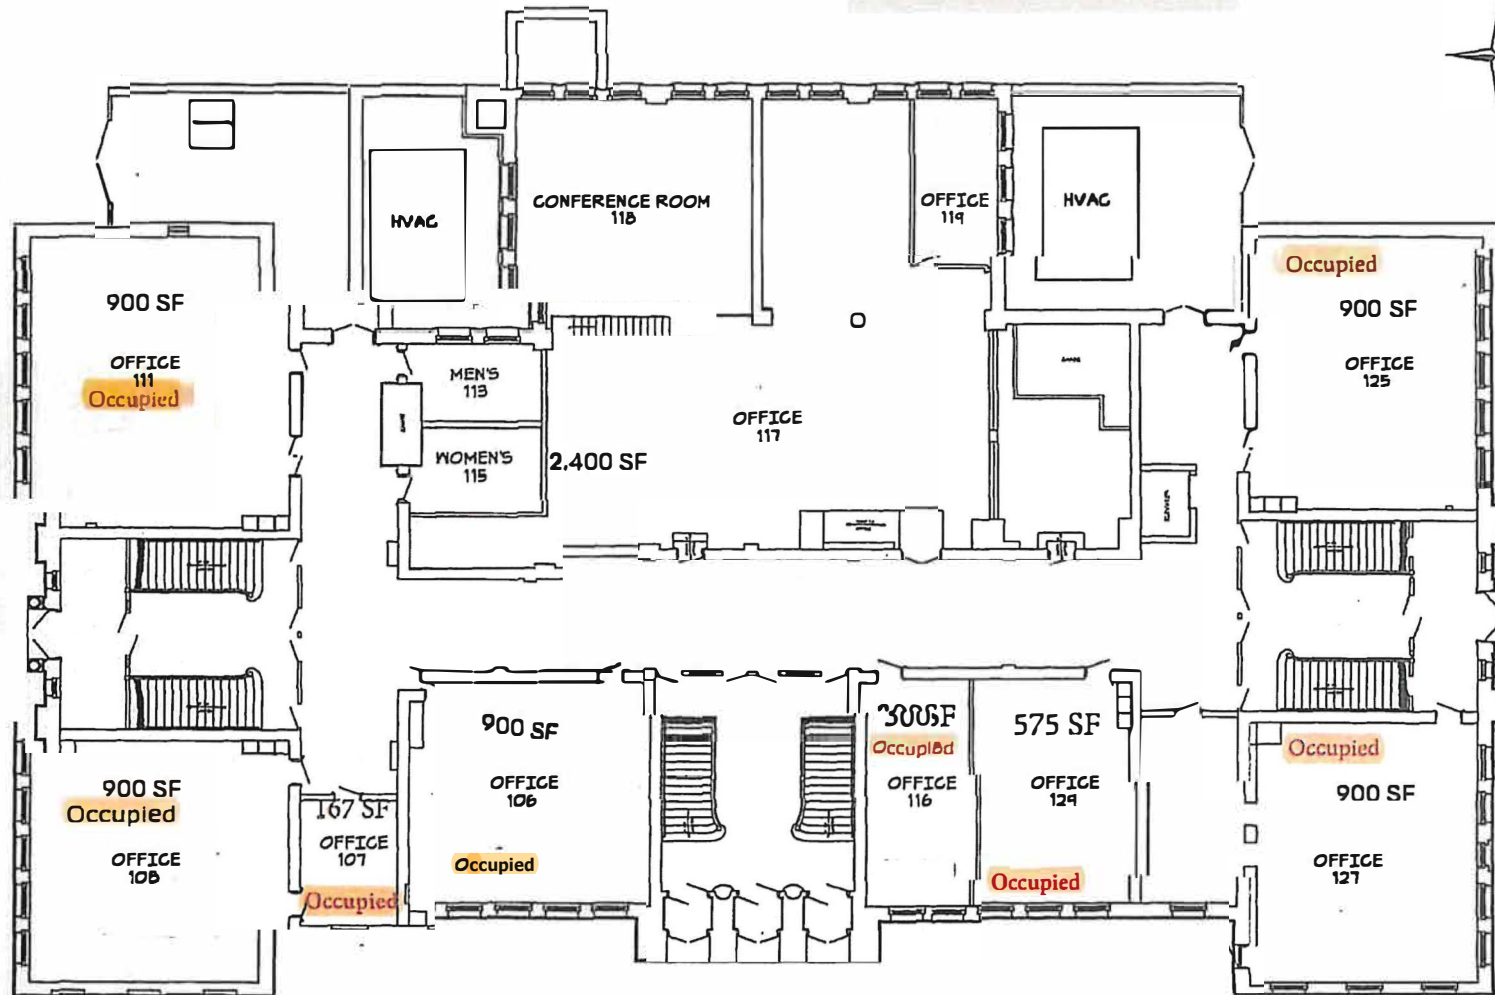 CONFERENCE ROOM
118
OFFICE
119
HVAC
HVAC
900 SF
OFFICE
111
Occupied
MEN'S
113
WOMEN'S
115
2,400 SF
OFFICE
117
Occupied
900 SF
OFFICE
125
900 SF
Occupied
OFFICE
108
167 SF
OFFICE
107
Occupied
900 SF
OFFICE
106
Occupied
300SF
Occupied
OFFICE
116
575 SF
OFFICE
129
Occupied
Occupied
900 SF
OFFICE
127